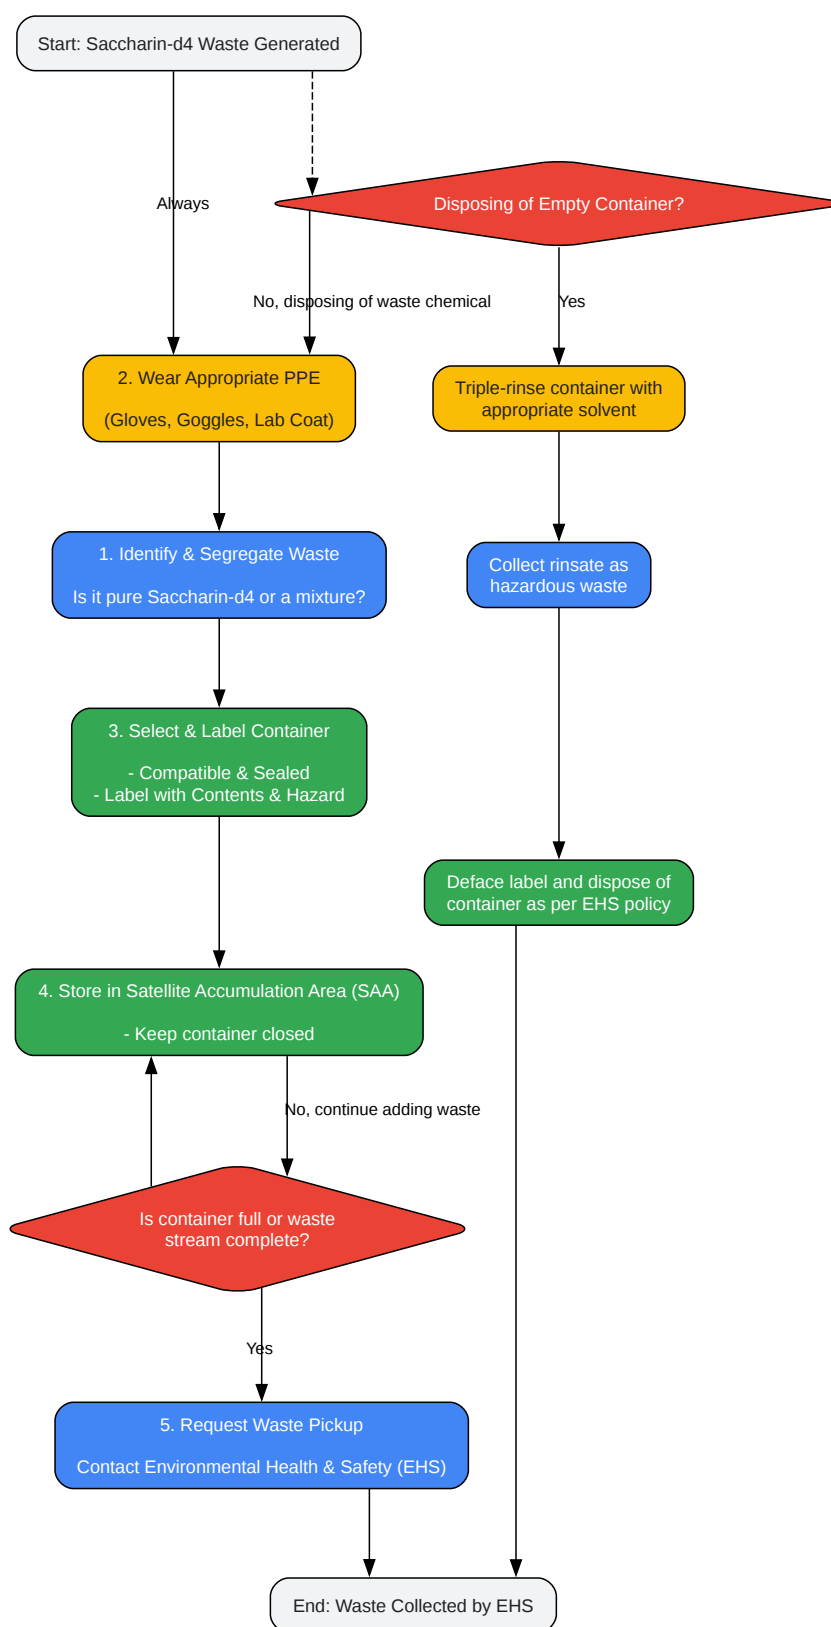 Start: Saccharin-d4 Waste Generated
Always
Disposing of Empty Container?
No, disposing of waste chemical
Yes
2. Wear Appropriate PPE
(Gloves, Goggles, Lab Coat)
Triple-rinse container with
appropriate solvent
1. Identify & Segregate Waste
Is it pure Saccharin-d4 or a mixture?
Collect rinsate as
hazardous waste
3. Select & Label Container
- Compatible & Sealed
- Label with Contents & Hazard
Deface label and dispose of
container as per EHS policy
4. Store in Satellite Accumulation Area (SAA)
- Keep container closed
No, continue adding waste
Is container full or waste
stream complete?
Yes
5. Request Waste Pickup
Contact Environmental Health & Safety (EHS)
End: Waste Collected by EHS